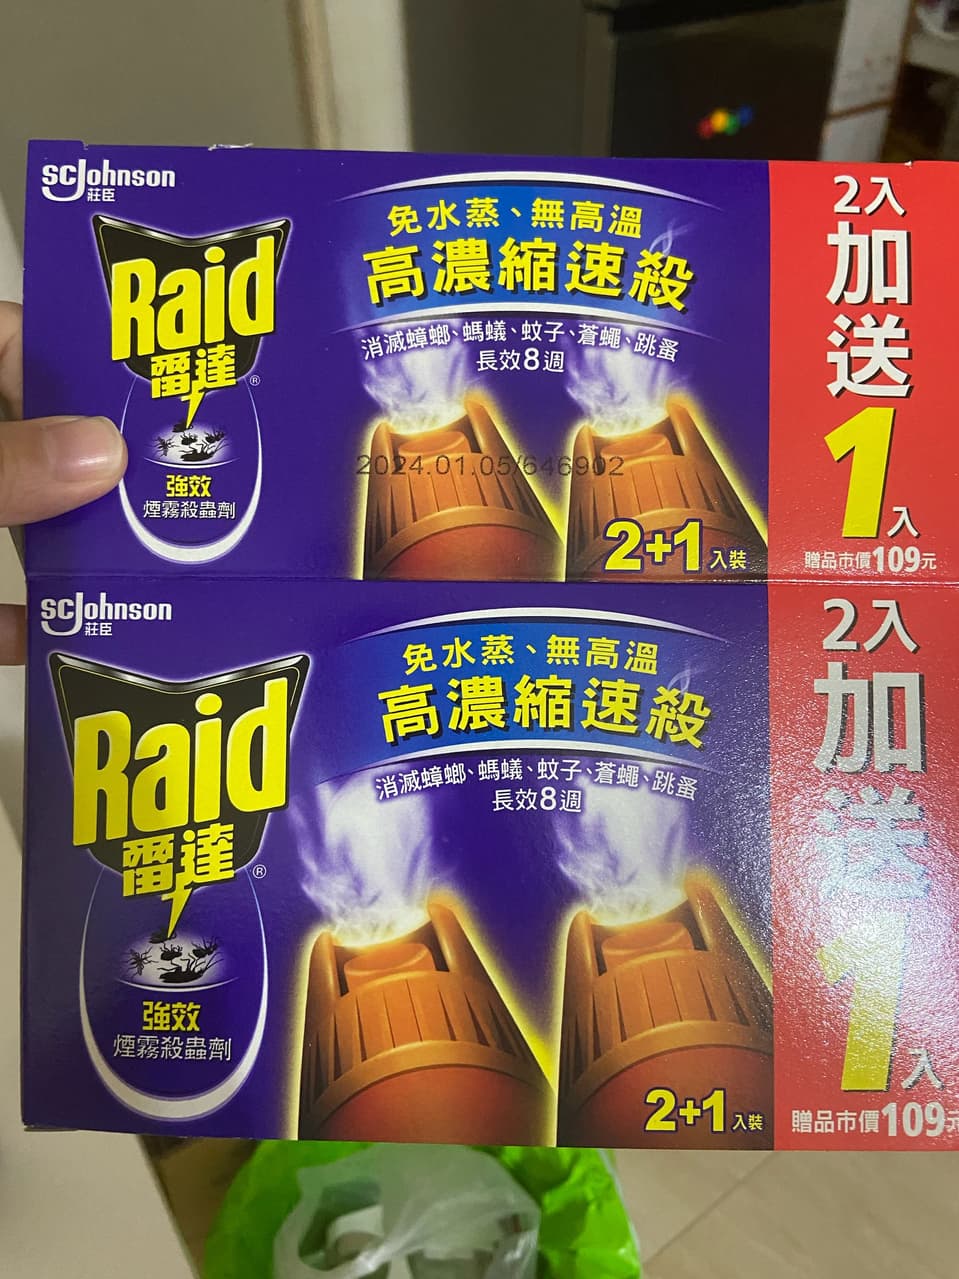 SC Johnson
莊臣
Raid
雷達
®
強效
煙霧殺蟲劑
免水蒸、無高溫
高濃縮速殺
消滅蟑螂、螞蟻、蚊子、蒼蠅、跳蚤
長效8週
2024.01.05/646902
2+1入裝
2入
加
送
1入
贈品市價109元
SC Johnson
莊臣
Raid
雷達
®
強效
煙霧殺蟲劑
免水蒸、無高溫
高濃縮速殺
消滅蟑螂、螞蟻、蚊子、蒼蠅、跳蚤
長效8週
2+1入裝
2入
加
送
1入
贈品市價109元